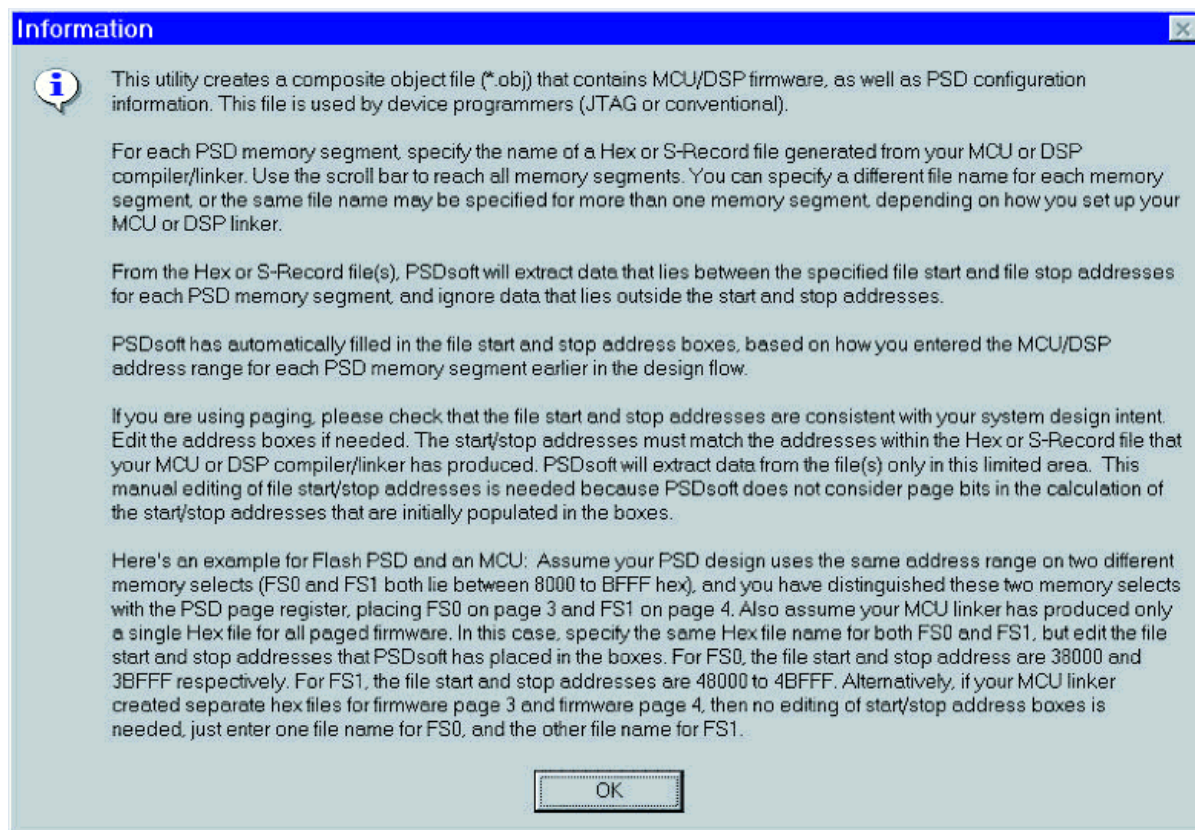 Information
This utility creates a composite object file (*.obj) that contains MCU/DSP firmware, as well as PSD configuration
information. This file is used by device programmers (JTAG or conventional).
For each PSD memory segment, specify the name of a Hex or S-Record file generated from your MCU or DSP
compiler/linker. Use the scroll bar to reach all memory segments. You can specify a different file name for each memory
segment, or the same file name may be specified for more than one memory segment, depending on how you set up your
MCU or DSP linker.
From the Hex or S-Record file(s), PSDsoft will extract data that lies between the specified file start and file stop addresses
for each PSD memory segment, and ignore data that lies outside the start and stop addresses.
PSDsoft has automatically filled in the file start and stop address boxes, based on how you entered the MCU/DSP
address range for each PSD memory segment earlier in the design flow.
If you are using paging, please check that the file start and stop addresses are consistent with your system design intent.
Edit the address boxes if needed. The start/stop addresses must match the addresses within the Hex or S-Record file that
your MCU or DSP compiler/linker has produced. PSDsoft will extract data from the file(s) only in this limited area. This
manual editing of file start/stop addresses is needed because PSDsoft does not consider page bits in the calculation of
the start/stop addresses that are initially populated in the boxes.
Here's an example for Flash PSD and an MCU: Assume your PSD design uses the same address range on two different
memory selects (FS0 and FS1 both lie between 8000 to BFFF hex), and you have distinguished these two memory selects
with the PSD page register, placing FS0 on page 3 and FS1 on page 4. Also assume your MCU linker has produced only
a single Hex file for all paged firmware. In this case, specify the same Hex file name for both FS0 and FS1, but edit the file
start and stop addresses that PSDsoft has placed in the boxes. For FS0, the file start and stop address are 38000 and
3BFFF respectively. For FS1, the file start and stop addresses are 48000 to 4BFFF. Alternatively, if your MCU linker
created separate hex files for firmware page 3 and firmware page 4, then no editing of start/stop address boxes is
needed, just enter one file name for FS0, and the other file name for FS1.
OK